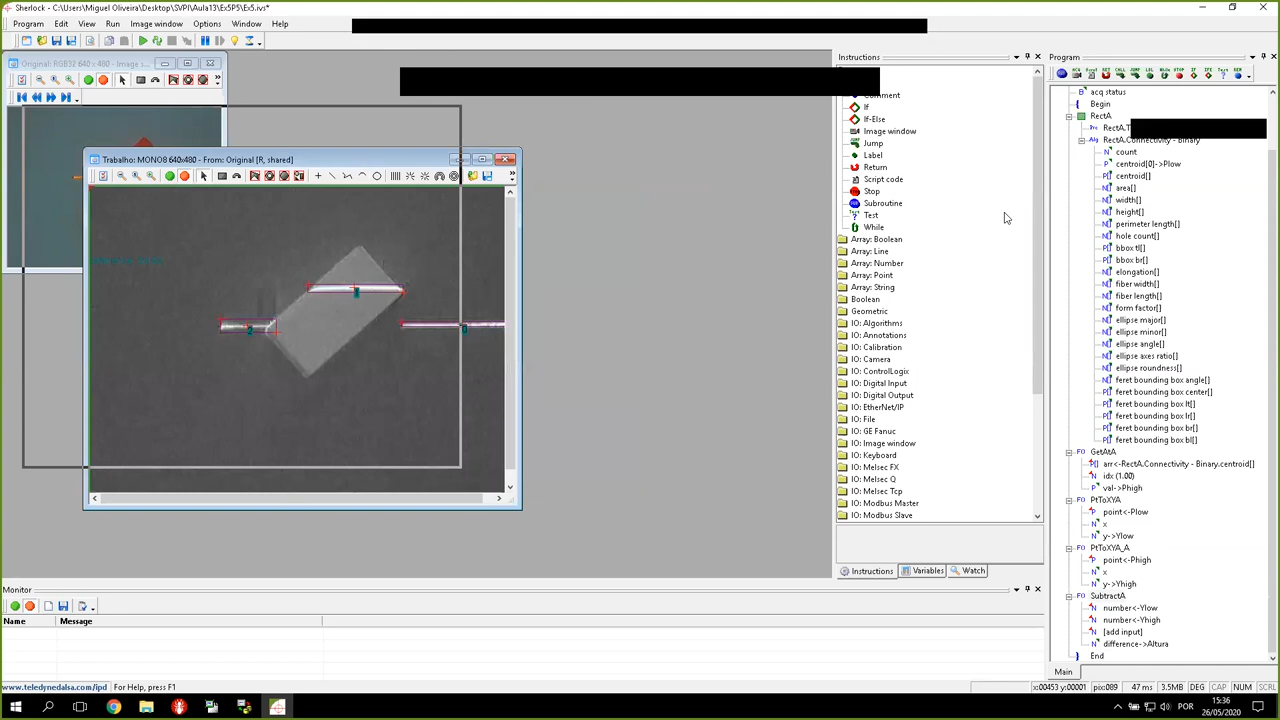 Sherlock - C:\Users\Miguel Oliveira\Desktop\SVPI\Aula13\Ex5P5\Ex5.ivs*
Program Edit View Run Image window Options Window ?
Original: RGB32 640 x 480 - Image s
Trabalho: MONO8 640x480 - From: Original [R, shared]
Instructions
Comment
If
If-Else
Image window
Jump
Label
Return
Script code
Stop
Subroutine
Test
While
Array: Boolean
Array: Line
Array: Number
Array: Point
Array: String
Boolean
Geometric
IO: Algorithms
IO: Annotations
IO: Calibration
IO: Camera
IO: ControlLogix
IO: Digital Input
IO: Digital Output
IO: EtherNet/IP
IO: File
IO: GE Fanuc
IO: Image window
IO: Keyboard
IO: Melsec FX
IO: Melsec Q
IO: Melsec Tcp
IO: Modbus Master
IO: Modbus Slave
Instructions Variables Watch
Program
acq status
Begin
RectA
RectA.T
RectA.Connectivity - Binary
count
centroid[0]->Plow
centroid[]
area[]
width[]
height[]
perimeter length[]
hole count[]
bbox tl[]
bbox br[]
elongation[]
fiber width[]
fiber length[]
form factor[]
ellipse major[]
ellipse minor[]
ellipse angle[]
ellipse axes ratio[]
ellipse roundness[]
feret bounding box angle[]
feret bounding box center[]
feret bounding box lt[]
feret bounding box lr[]
feret bounding box br[]
feret bounding box bl[]
GetAtA
arr<-RectA.Connectivity - Binary.centroid[]
idx (1.00)
val->Phigh
PtToXYA
point<-Plow
x
y->Ylow
PtToXYA_A
point<-Phigh
x
y->Yhigh
SubtractA
number<-Ylow
number<-Yhigh
[add input]
difference->Altura
End
Main
Monitor
Name Message
www.teledynedalsa.com/ipd For Help, press F1
x:00453 y:00001 pix:089 47 ms 3.5MB DEG CAP NUM SCRL
POR 15:36
26/05/2020